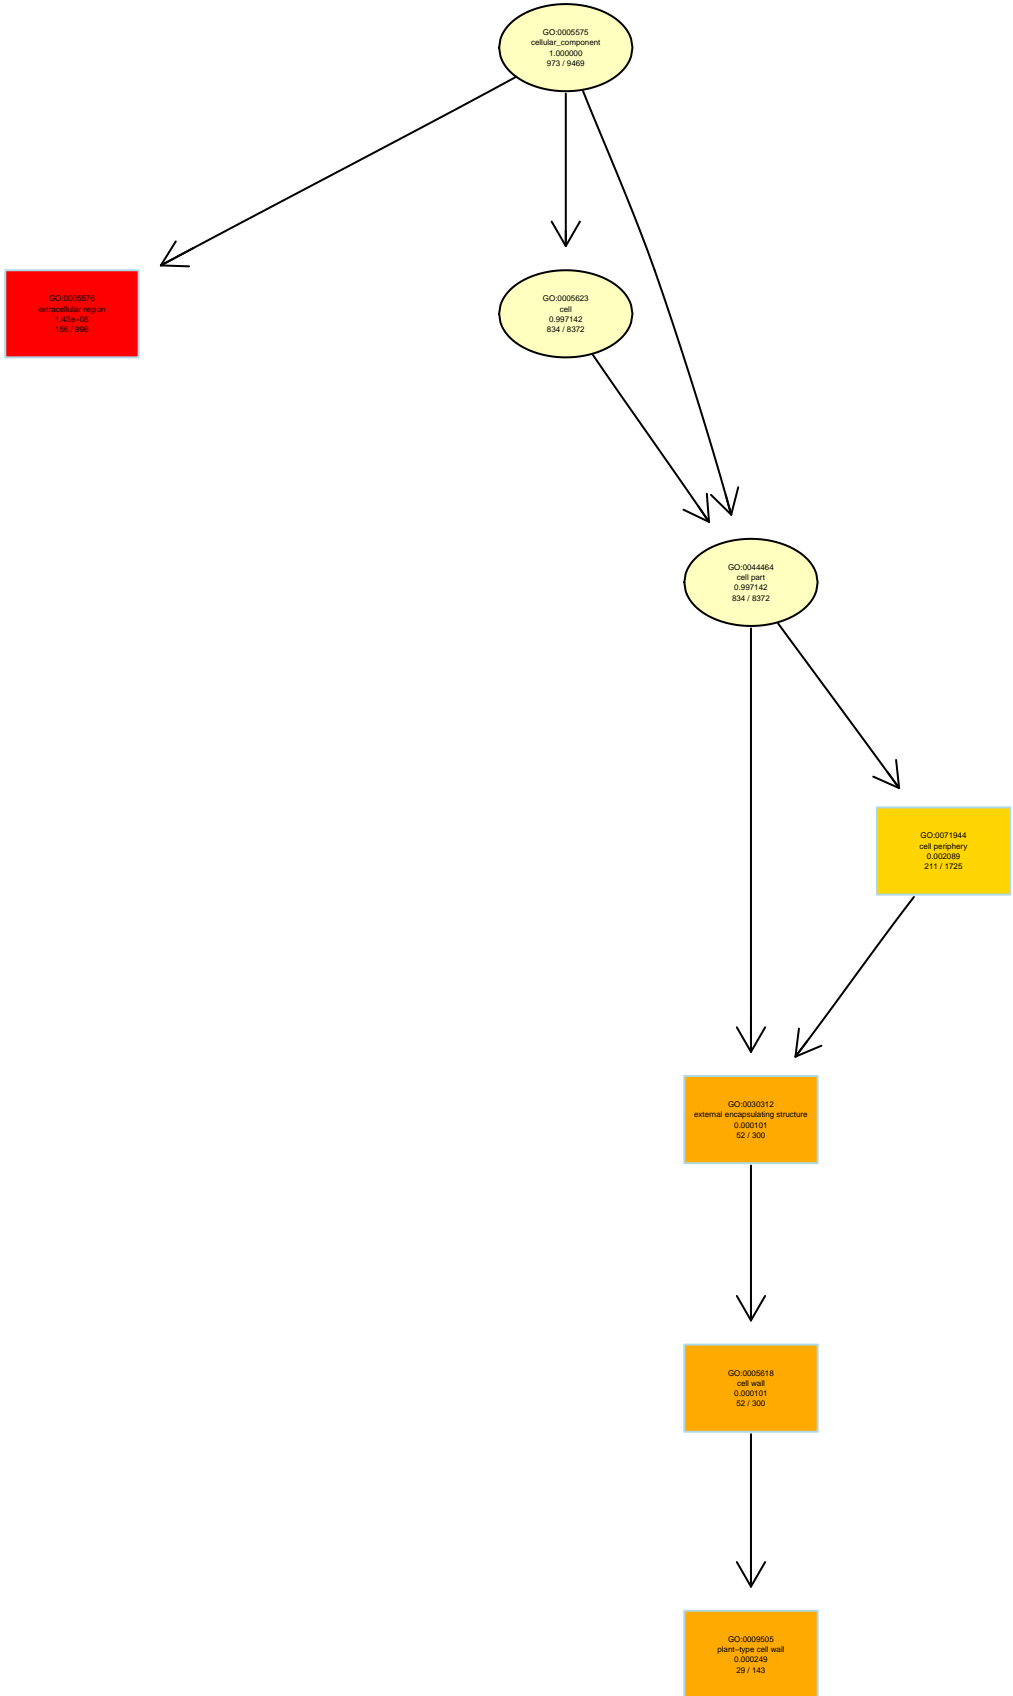 GO:0005575
cellular_component
1.000000
973 / 9469
GO:0005576
extracellular region
1.43e−08
156 / 996
GO:0005623
cell
0.997142
834 / 8372
GO:0044464
cell part
0.997142
834 / 8372
GO:0071944
cell periphery
0.002089
211 / 1725
GO:0030312
external encapsulating structure
0.000101
52 / 300
GO:0005618
cell wall
0.000101
52 / 300
GO:0009505
plant−type cell wall
0.000249
29 / 143